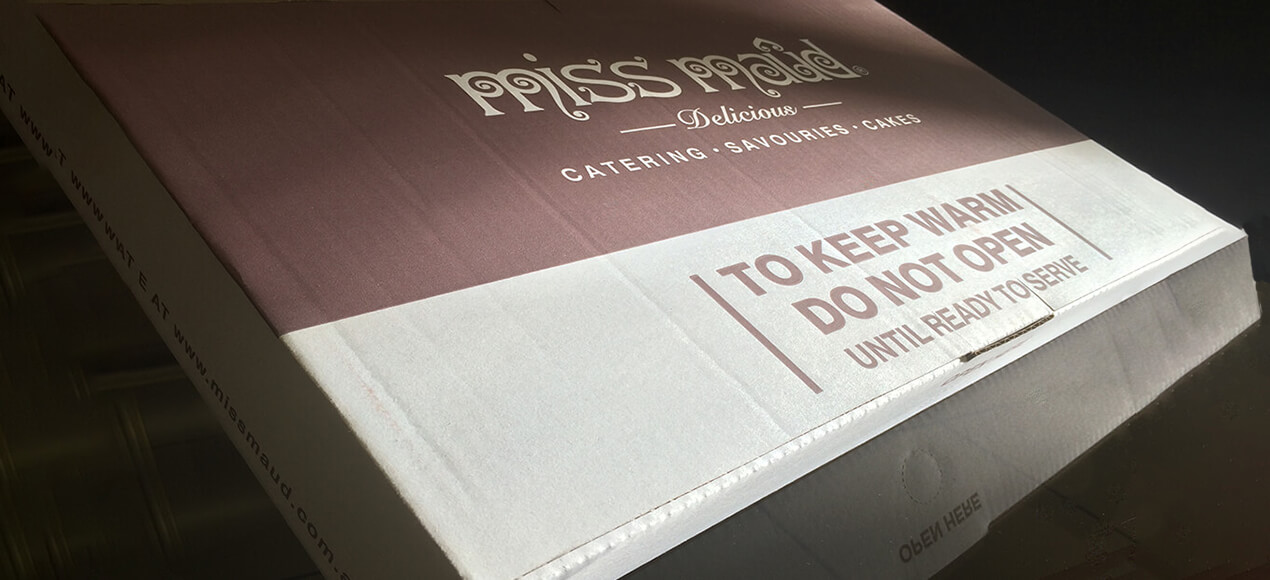 miss maud®
Delicious
CATERING · SAVOURIES · CAKES
TO KEEP WARM
DO NOT OPEN
UNTIL READY TO SERVE
OPEN HERE
AT www.missmaud.com.